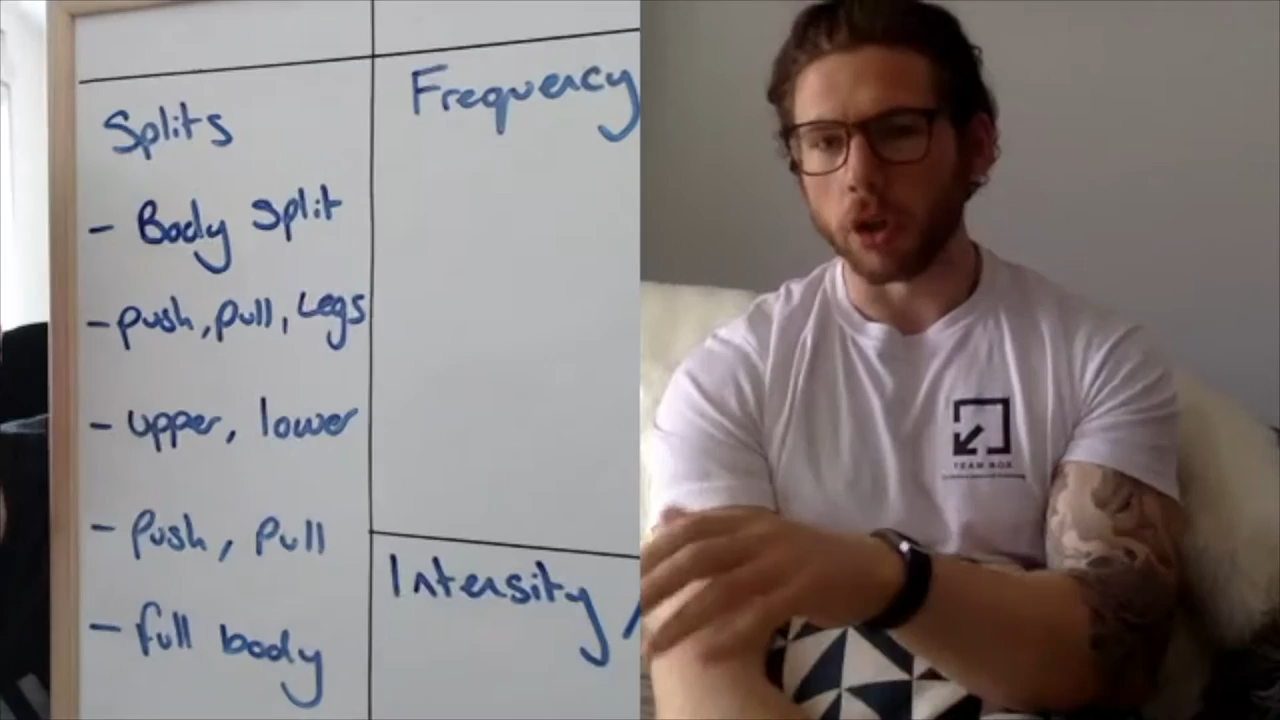 Splits
- Body split
- push, pull, Legs
- upper, lower
- push, pull
- full body
Frequency
Intensity /
TEAM BOX